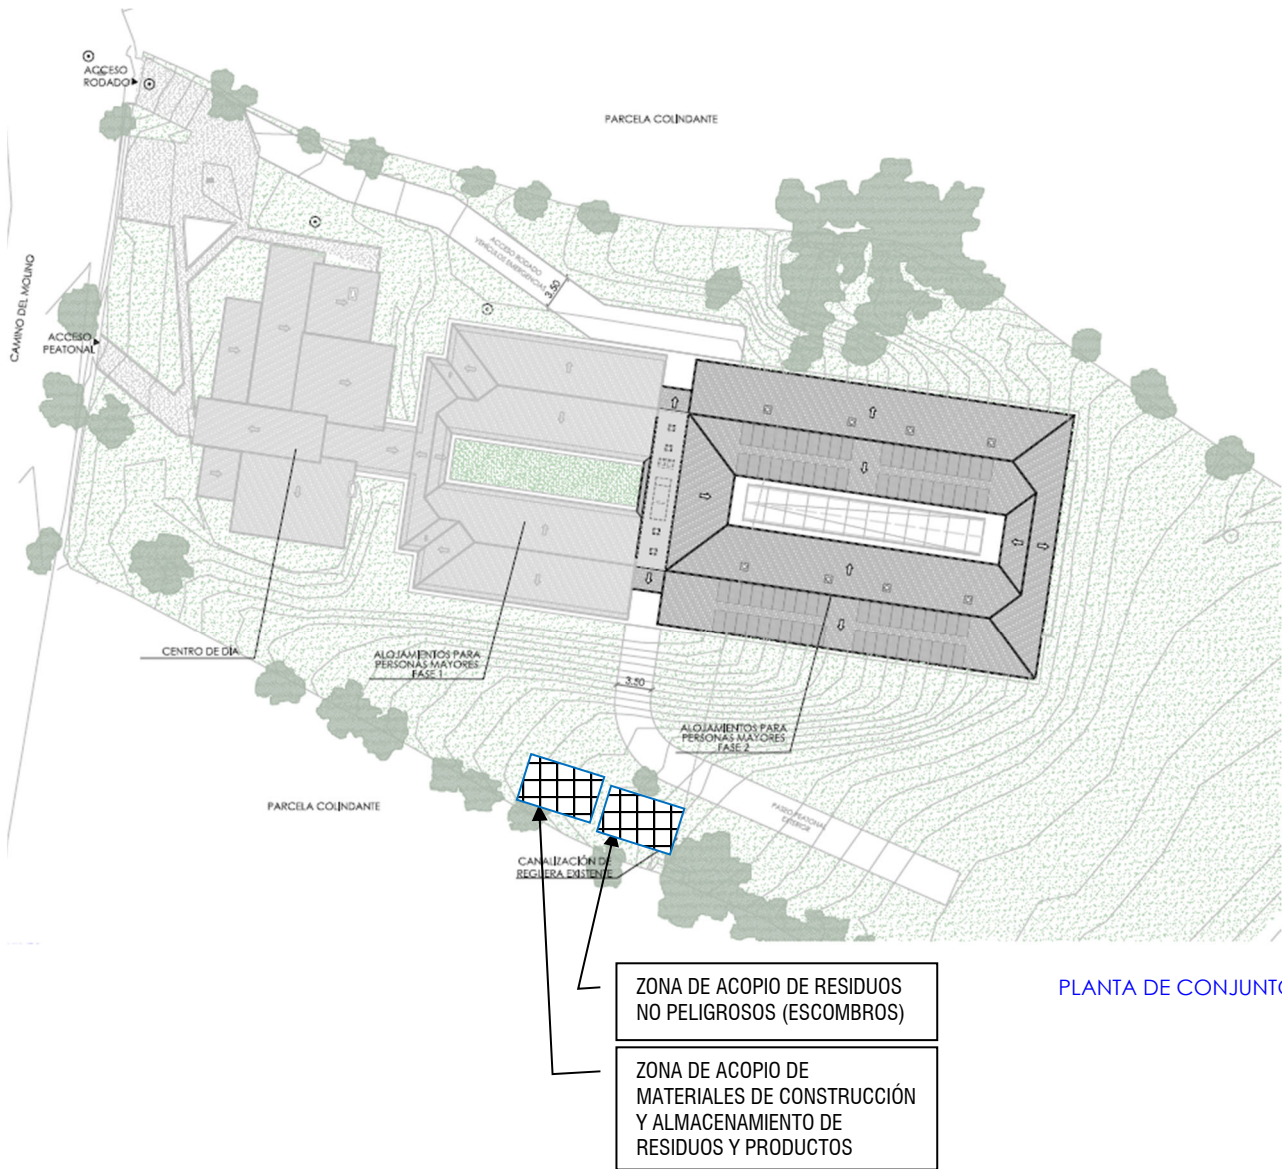 ACCESO
RODADO
PARCELA COLINDANTE
ACCESO RODADO
VEHÍCULOS EMERGENCIAS
3.50
CAMINO DEL MOLINO
ACCESO
PEATONAL
CENTRO DE DÍA
ALOJAMIENTOS PARA
PERSONAS MAYORES
FASE 1
3.50
ALOJAMIENTOS PARA
PERSONAS MAYORES
FASE 2
PARCELA COLINDANTE
PASEO PEATONAL
EXTERIOR
CANALIZACIÓN DE
REGUERA EXISTENTE
ZONA DE ACOPIO DE RESIDUOS
NO PELIGROSOS (ESCOMBROS)
PLANTA DE CONJUNTO
ZONA DE ACOPIO DE
MATERIALES DE CONSTRUCCIÓN
Y ALMACENAMIENTO DE
RESIDUOS Y PRODUCTOS